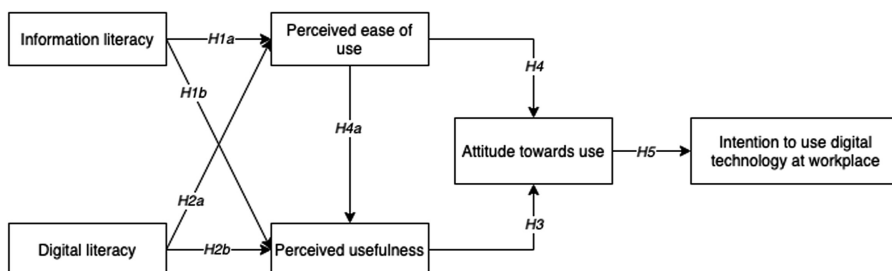 Information literacy
H1a
Perceived ease of
use
H4
H1b
H4a
Attitude towards use
H5
Intention to use digital
technology at workplace
H2a
Digital literacy
H2b
Perceived usefulness
H3